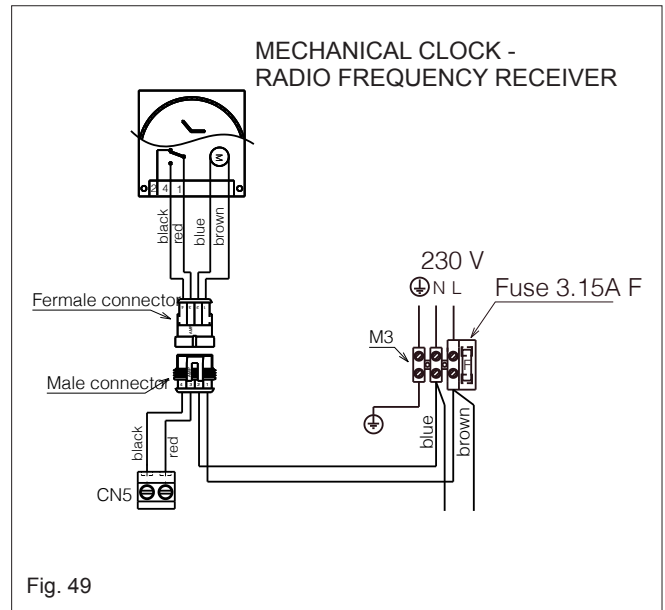 MECHANICAL CLOCK -
RADIO FREQUENCY RECEIVER
M
2 4 1
black
red
blue
brown
230 V
N L
Fuse 3.15A F
Fermale connector
M3
Male connector
black
red
blue
brown
CN5
Fig. 49